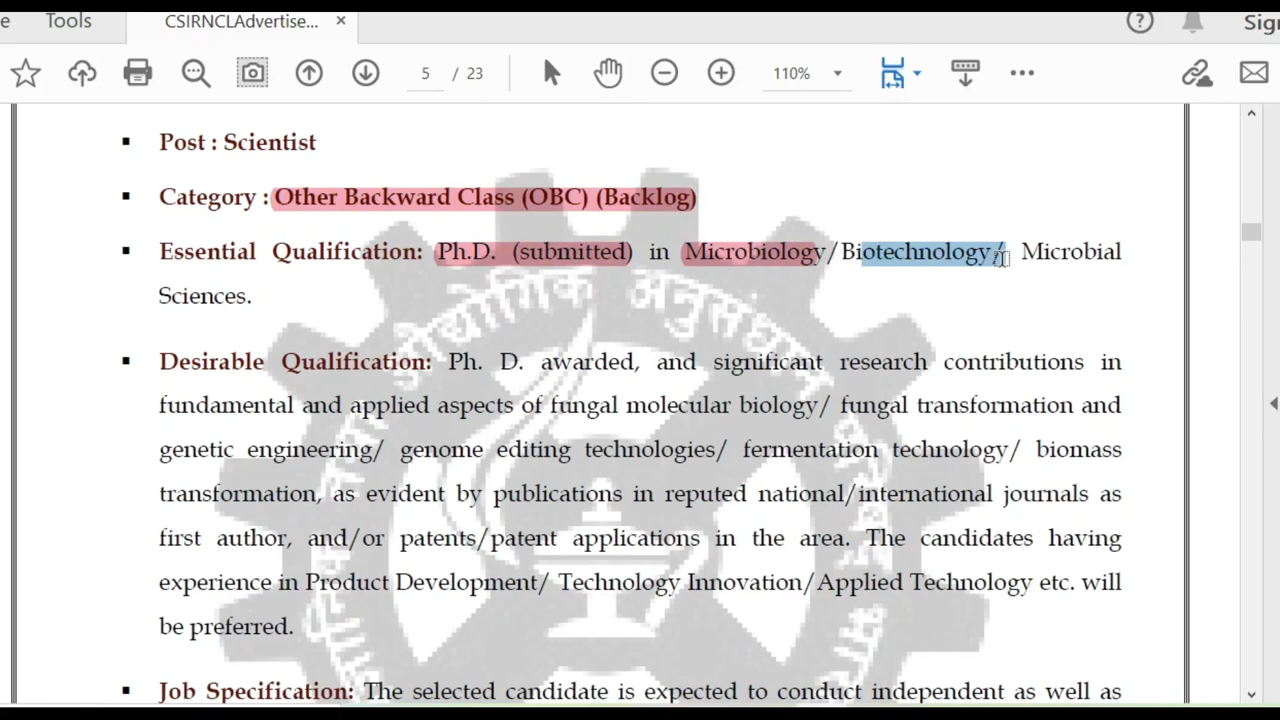 e Tools CSIRNCLAdvertise... × Sig
5 / 23 110%
▪ Post : Scientist
▪ Category : Other Backward Class (OBC) (Backlog)
▪ Essential Qualification: Ph.D. (submitted) in Microbiology/Biotechnology/ Microbial
Sciences.
▪ Desirable Qualification: Ph. D. awarded, and significant research contributions in
fundamental and applied aspects of fungal molecular biology/ fungal transformation and
genetic engineering/ genome editing technologies/ fermentation technology/ biomass
transformation, as evident by publications in reputed national/international journals as
first author, and/or patents/patent applications in the area. The candidates having
experience in Product Development/ Technology Innovation/Applied Technology etc. will
be preferred.
▪ Job Specification: The selected candidate is expected to conduct independent as well as
औद्योगिक अनुसंधान